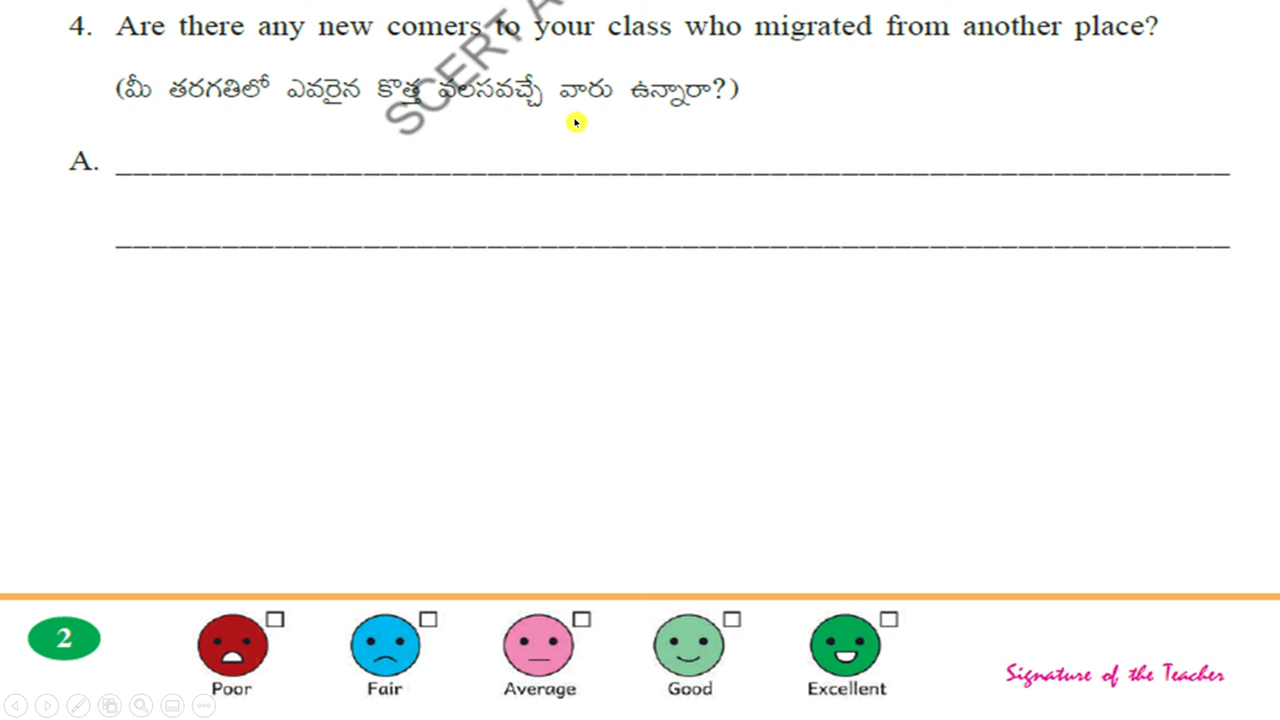 4. Are there any new comers to your class who migrated from another place?
(మీ తరగతిలో ఎవరైన కొత్త వలసవచ్చే వారు ఉన్నారా?)
SCERT A
A.
2
Poor Fair Average Good Excellent
Signature of the Teacher